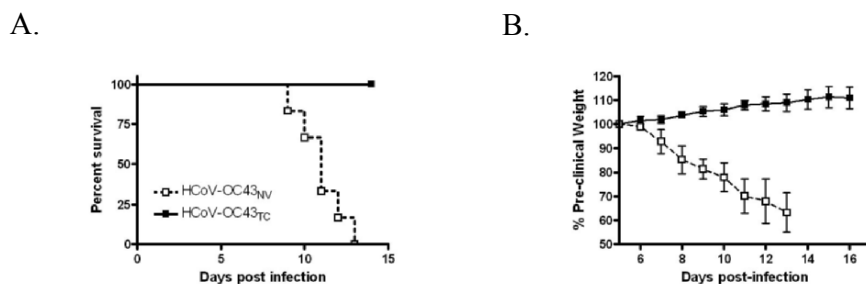 A.
B.
Percent survival
100
75
50
25
0
HCoV-OC43NV
HCoV-OC43TC
0 5 10 15
Days post infection
% Pre-clinical Weight
120
110
100
90
80
70
60
50
6 8 10 12 14 16
Days post-infection